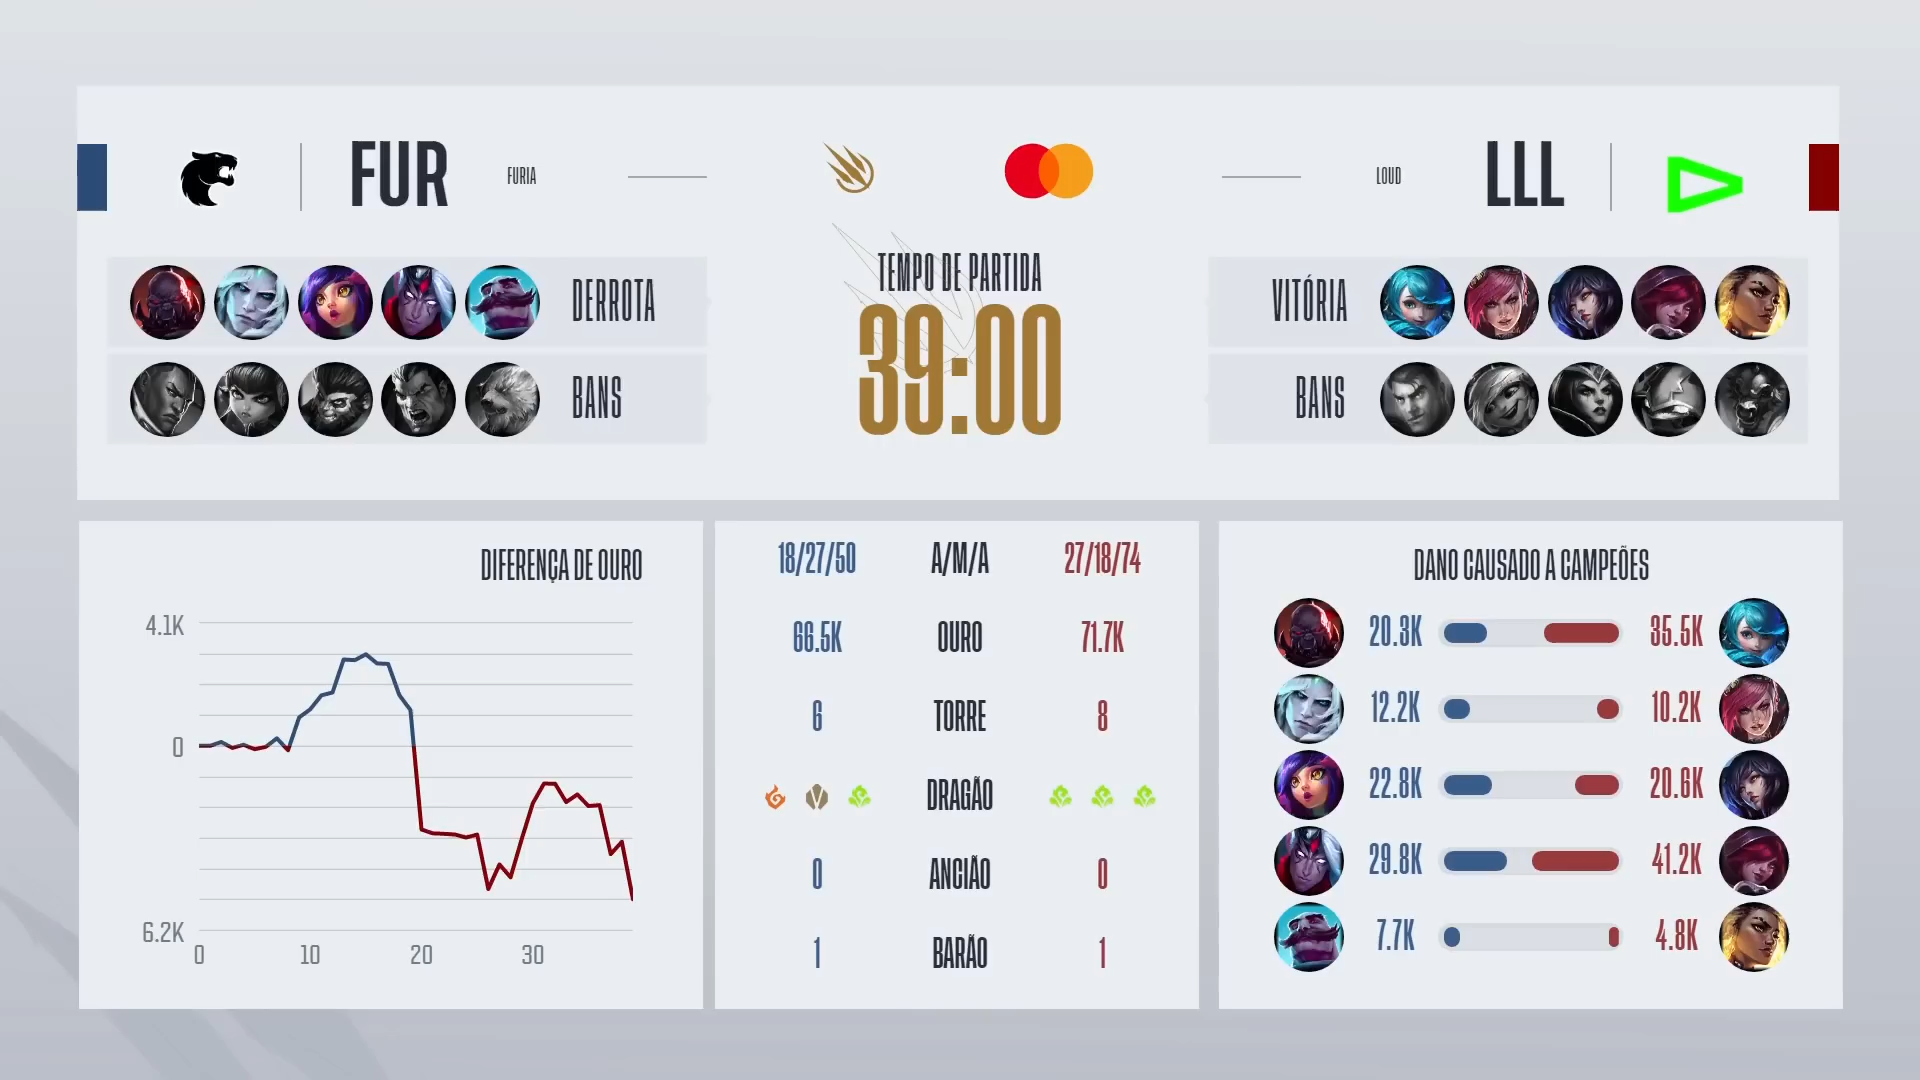 FUR
FURIA
LOUD
LLL
DERROTA
BANS
TEMPO DE PARTIDA
39:00
VITÓRIA
BANS
DIFERENÇA DE OURO
4.1K
0
6.2K
0 10 20 30
18/27/50 A/M/A 27/18/74
66.5K OURO 71.7K
6 TORRE 8
DRAGÃO
0 ANCIÃO 0
1 BARÃO 1
DANO CAUSADO A CAMPEÕES
20.3K 35.5K
12.2K 10.2K
22.8K 20.6K
29.8K 41.2K
7.7K 4.8K